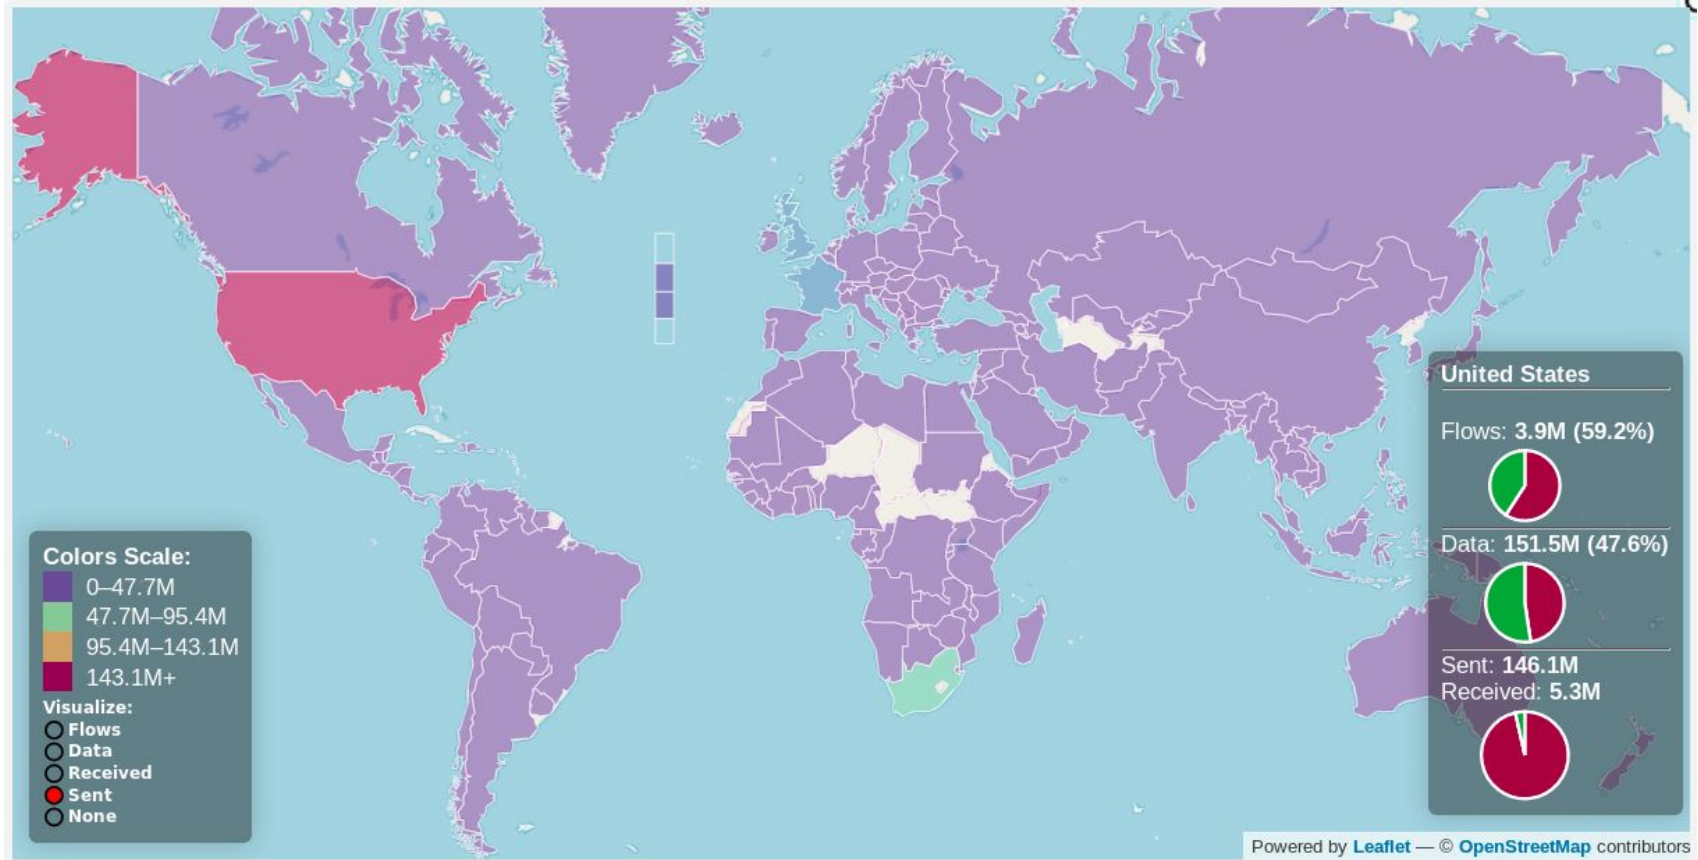 Colors Scale:
0–47.7M
47.7M–95.4M
95.4M–143.1M
143.1M+
Visualize:
Flows
Data
Received
Sent
None
United States
Flows: 3.9M (59.2%)
Data: 151.5M (47.6%)
Sent: 146.1M
Received: 5.3M
Powered by Leaflet — © OpenStreetMap contributors